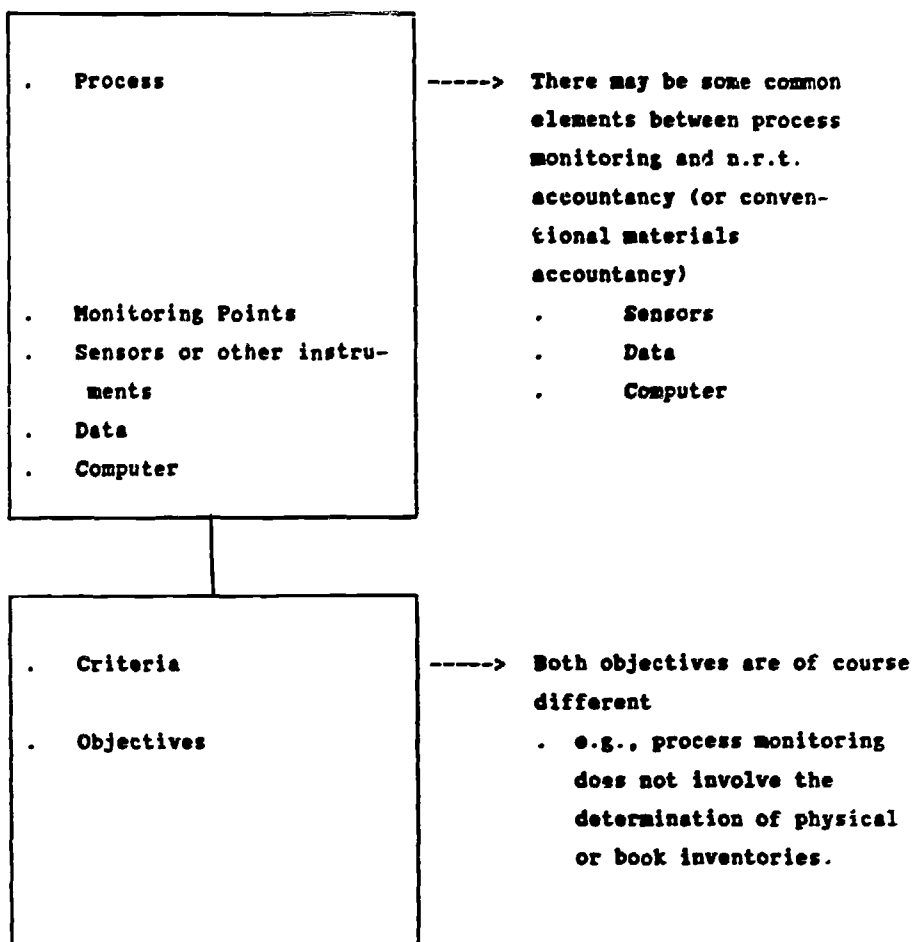 . Process
-----> There may be some common
elements between process
monitoring and n.r.t.
accountancy (or conven-
tional materials
accountancy)
. Sensors
. Data
. Computer
. Monitoring Points
. Sensors or other instru-
ments
. Data
. Computer
. Criteria
. Objectives
-----> Both objectives are of course
different
. e.g., process monitoring
does not involve the
determination of physical
or book inventories.